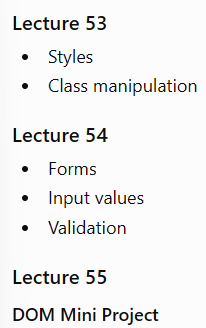 Lecture 53
• Styles
• Class manipulation
Lecture 54
• Forms
• Input values
• Validation
Lecture 55
DOM Mini Project